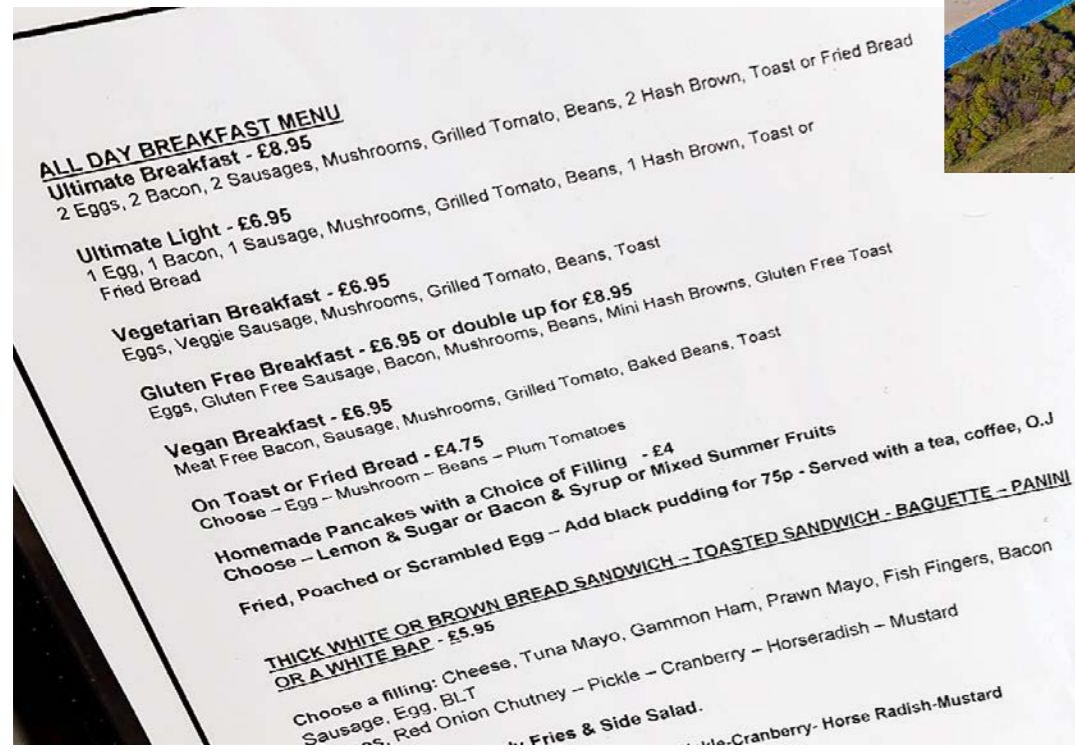 ALL DAY BREAKFAST MENU
Ultimate Breakfast - £8.95
2 Eggs, 2 Bacon, 2 Sausages, Mushrooms, Grilled Tomato, Beans, 2 Hash Brown, Toast or Fried Bread
Ultimate Light - £6.95
1 Egg, 1 Bacon, 1 Sausage, Mushrooms, Grilled Tomato, Beans, 1 Hash Brown, Toast or
Fried Bread
Vegetarian Breakfast - £6.95
Eggs, Veggie Sausage, Mushrooms, Grilled Tomato, Beans, Toast
Gluten Free Breakfast - £6.95 or double up for £8.95
Eggs, Gluten Free Sausage, Bacon, Mushrooms, Beans, Mini Hash Browns, Gluten Free Toast
Vegan Breakfast - £6.95
Meat Free Bacon, Sausage, Mushrooms, Grilled Tomato, Baked Beans, Toast
On Toast or Fried Bread - £4.75
Choose – Egg – Mushroom – Beans – Plum Tomatoes
Homemade Pancakes with a Choice of Filling - £4
Choose – Lemon & Sugar or Bacon & Syrup or Mixed Summer Fruits
Fried, Poached or Scrambled Egg – Add black pudding for 75p - Served with a tea, coffee, O.J
THICK WHITE OR BROWN BREAD SANDWICH – TOASTED SANDWICH - BAGUETTE – PANINI
OR A WHITE BAP - £5.95
Choose a filling: Cheese, Tuna Mayo, Gammon Ham, Prawn Mayo, Fish Fingers, Bacon
Sausage, Egg, BLT
Red Onion Chutney – Pickle – Cranberry – Horseradish – Mustard
Fries & Side Salad.
Cranberry- Horse Radish-Mustard